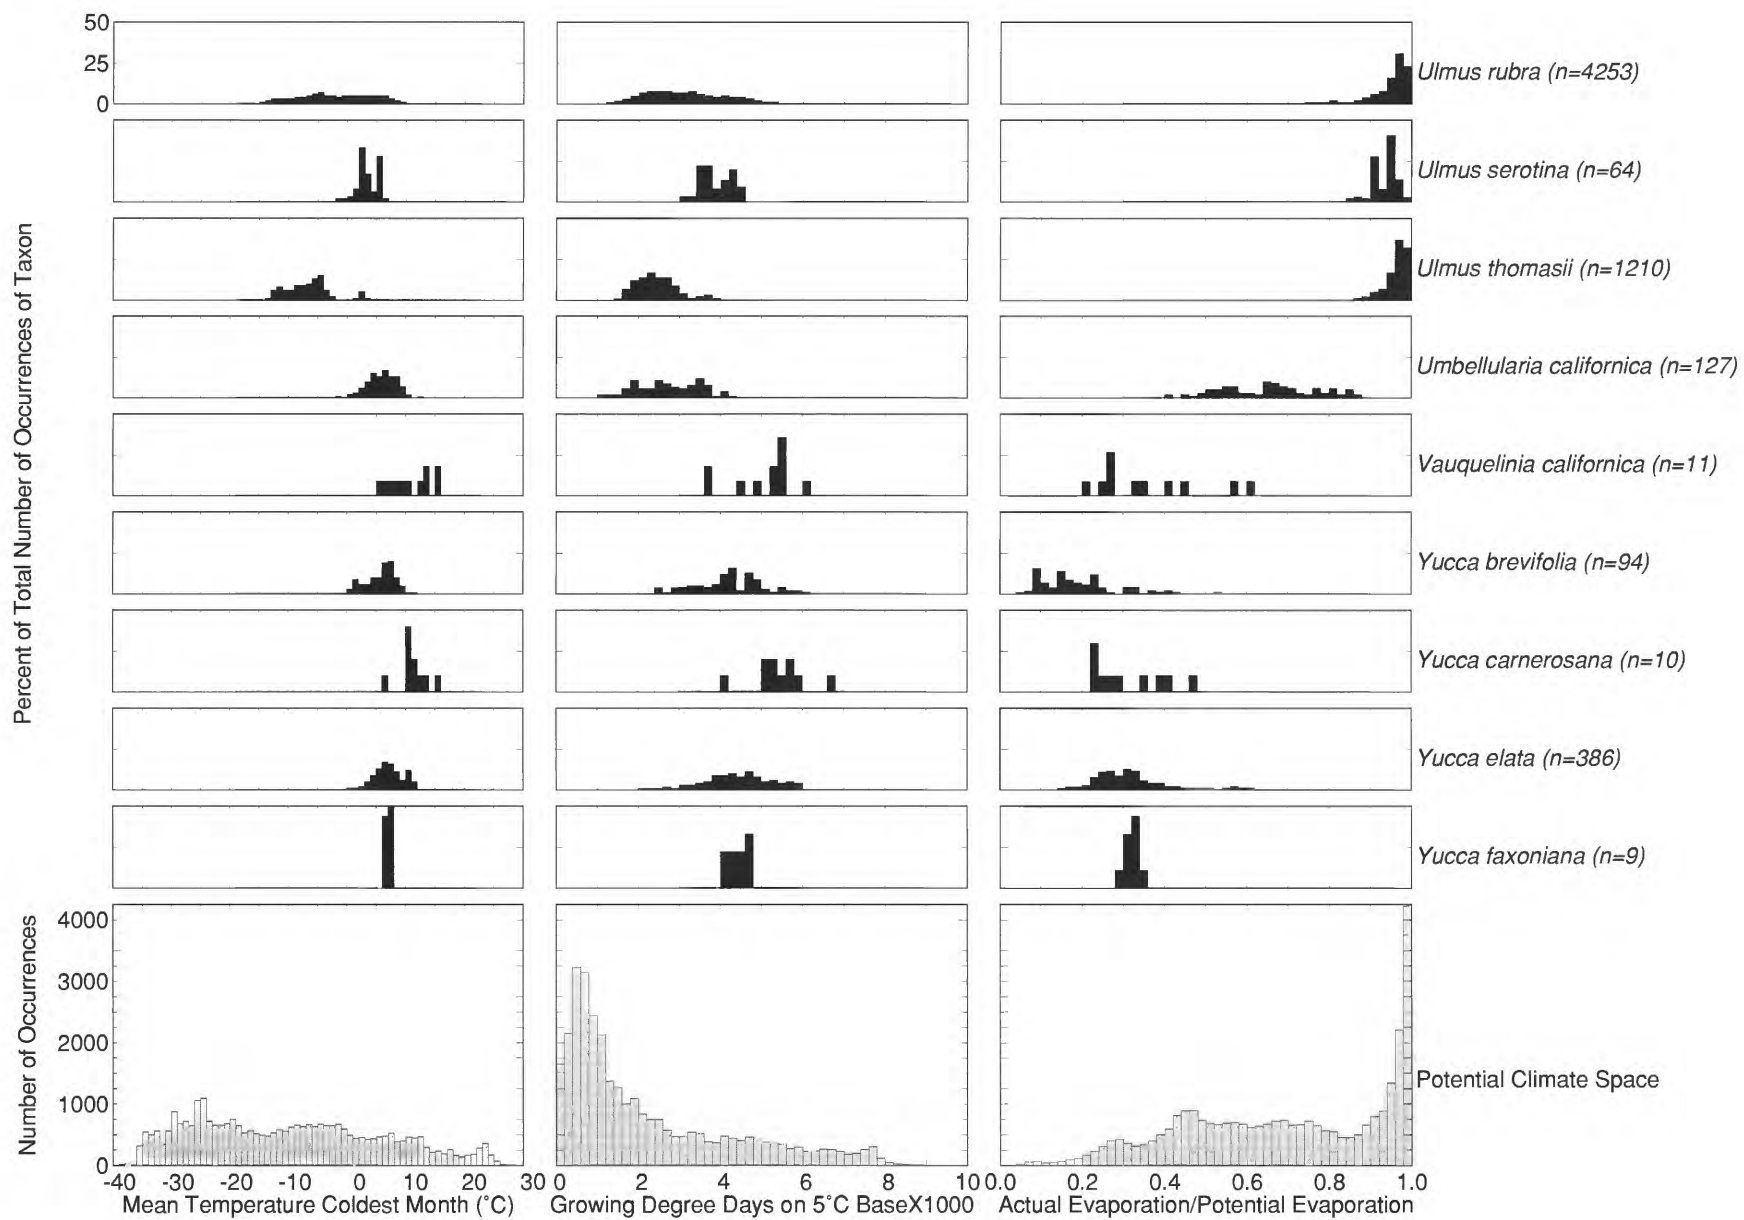 50
25
0
Ulmus rubra (n=4253)
Ulmus serotina (n=64)
Ulmus thomasii (n=1210)
Umbellularia californica (n=127)
Vauquelinia californica (n=11)
Yucca brevifolia (n=94)
Yucca carnerosana (n=10)
Yucca elata (n=386)
Yucca faxoniana (n=9)
Percent of Total Number of Occurrences of Taxon
Number of Occurrences
4000
3000
2000
1000
0
Potential Climate Space
-40 -30 -20 -10 0 10 20 30
0 2 4 6 8 10
0.0 0.2 0.4 0.6 0.8 1.0
Mean Temperature Coldest Month (°C)
Growing Degree Days on 5°C BaseX1000
Actual Evaporation/Potential Evaporation